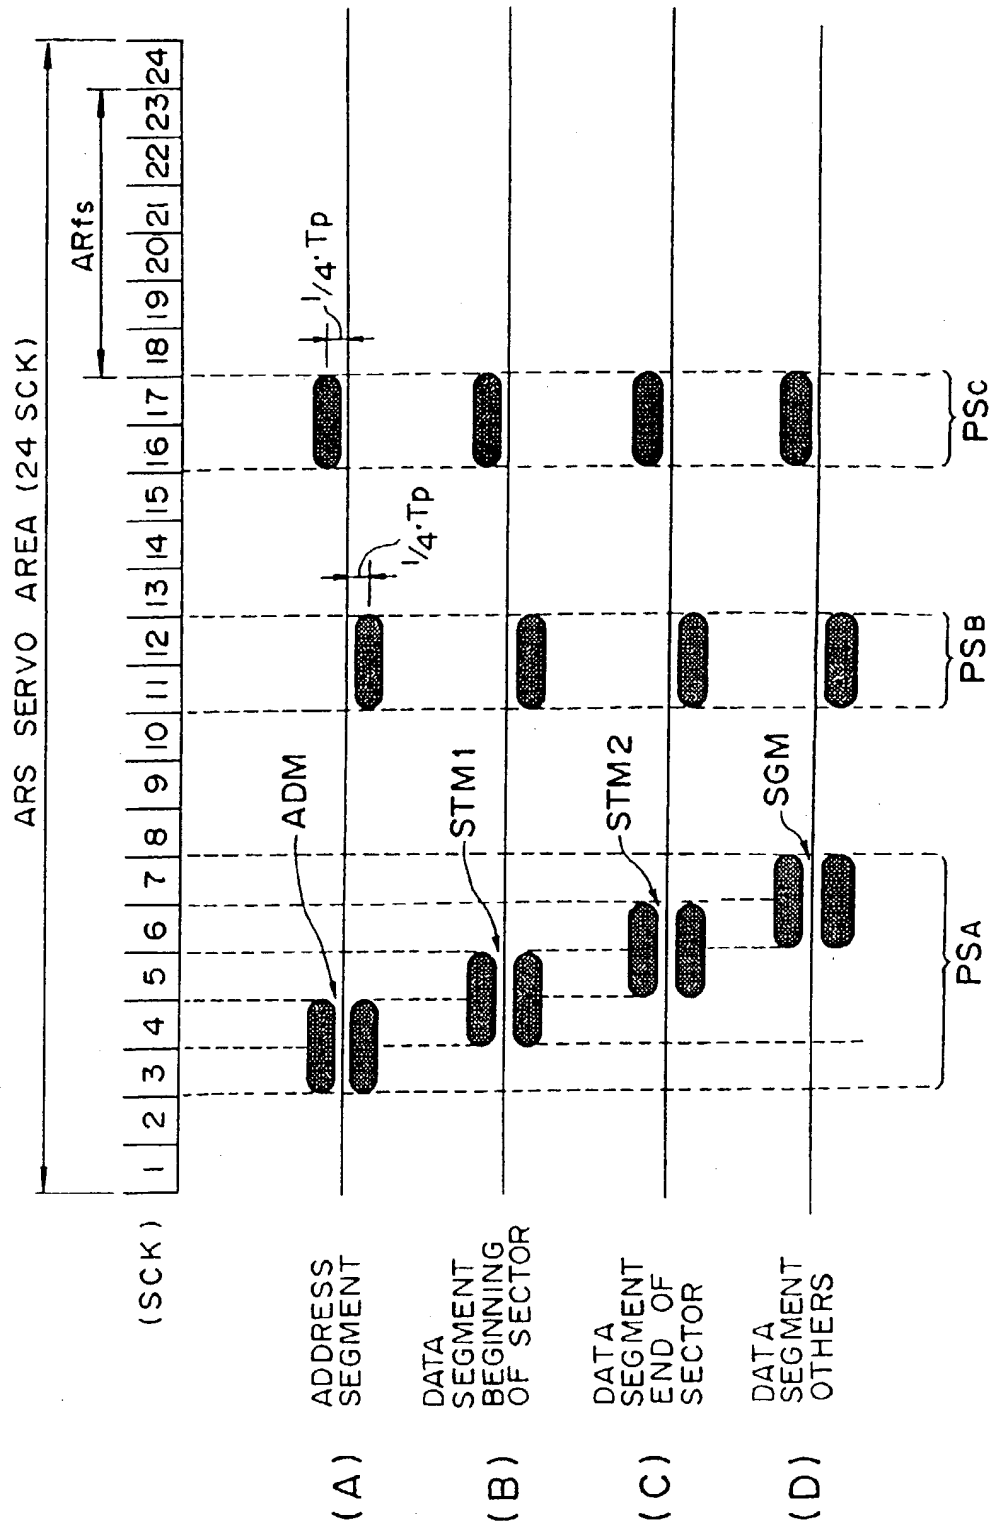 ARS SERVO AREA (24 SCK)
ARfs
(SCK) 1 2 3 4 5 6 7 8 9 10 11 12 13 14 15 16 17 18 19 20 21 22 23 24
(A)
ADDRESS
SEGMENT
ADM
1/4·Tp
1/4·Tp
(B)
DATA
SEGMENT
BEGINNING
OF SECTOR
STM1
(C)
DATA
SEGMENT
END OF
SECTOR
STM2
(D)
DATA
SEGMENT
OTHERS
SGM
PSA
PSB
PSC